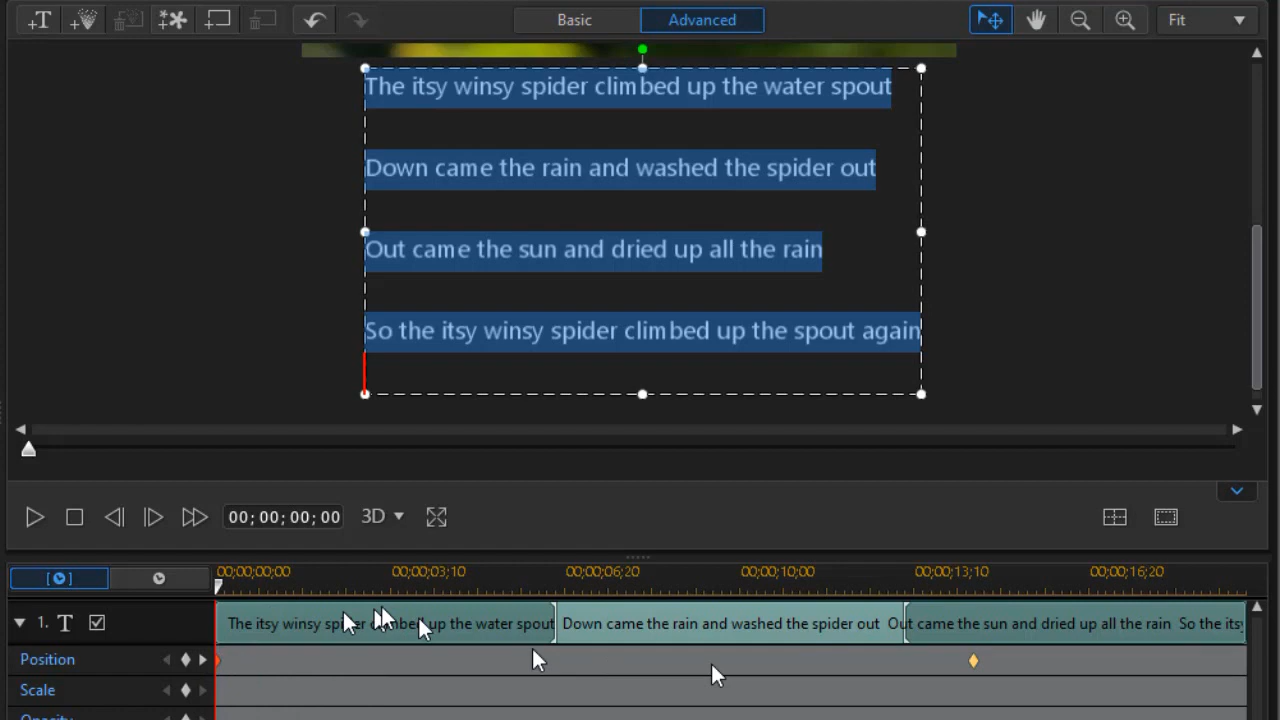 T
Basic
Advanced
Fit
The itsy winsy spider climbed up the water spout
Down came the rain and washed the spider out
Out came the sun and dried up all the rain
So the itsy winsy spider climbed up the spout again
00;00;00;00
3D
00;00;00;00 00;00;03;10 00;00;06;20 00;00;10;00 00;00;13;10 00;00;16;20
1. T The itsy winsy spider climbed up the water spout Down came the rain and washed the spider out Out came the sun and dried up all the rain So the itsy
Position
Scale
Opacity